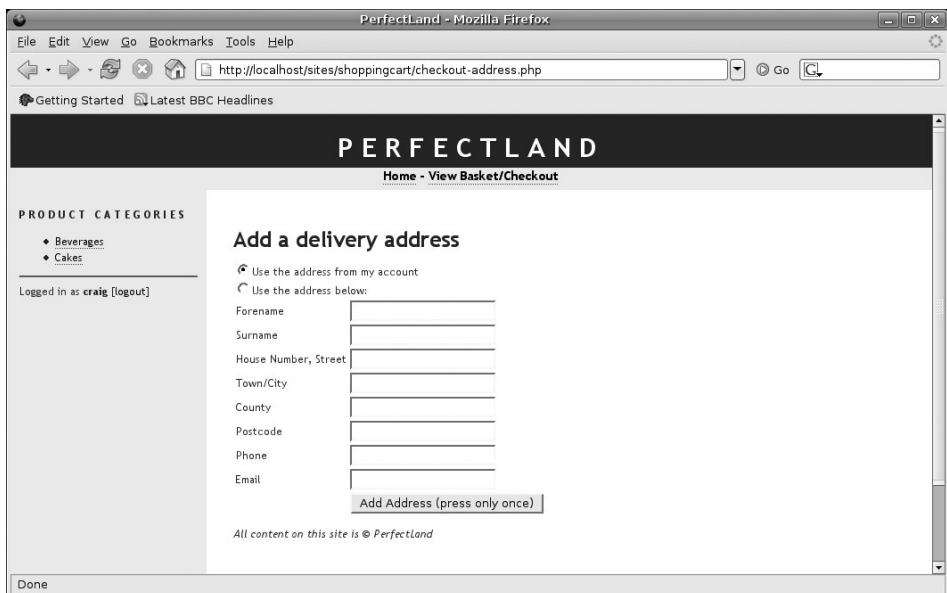 PerfectLand - Mozilla Firefox
File Edit View Go Bookmarks Tools Help
http://localhost/sites/shoppingcart/checkout-address.php Go G
Getting Started Latest BBC Headlines
PERFECTLAND
Home - View Basket/Checkout
PRODUCT CATEGORIES
Beverages
Cakes
Logged in as craig [logout]
Add a delivery address
Use the address from my account
Use the address below:
Forename
Surname
House Number, Street
Town/City
County
Postcode
Phone
Email
Add Address (press only once)
All content on this site is © PerfectLand
Done